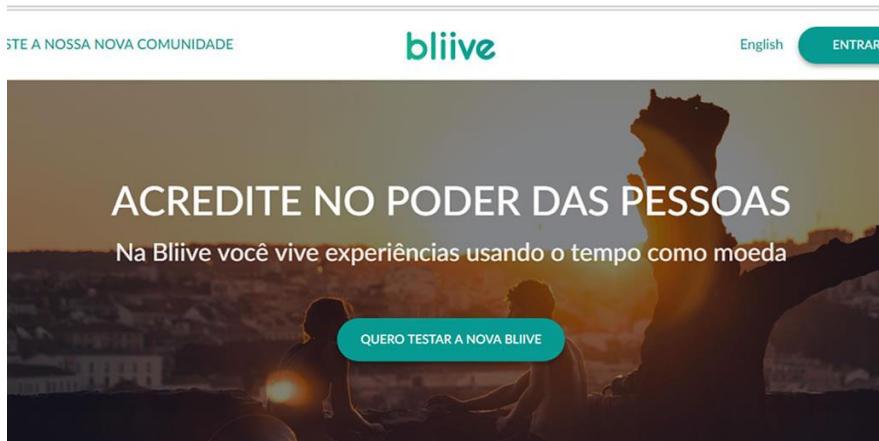 STE A NOSSA NOVA COMUNIDADE
bliive
English
ENTRAR
ACREDITE NO PODER DAS PESSOAS
Na Bliive você vive experiências usando o tempo como moeda
QUERO TESTAR A NOVA BLIIVE